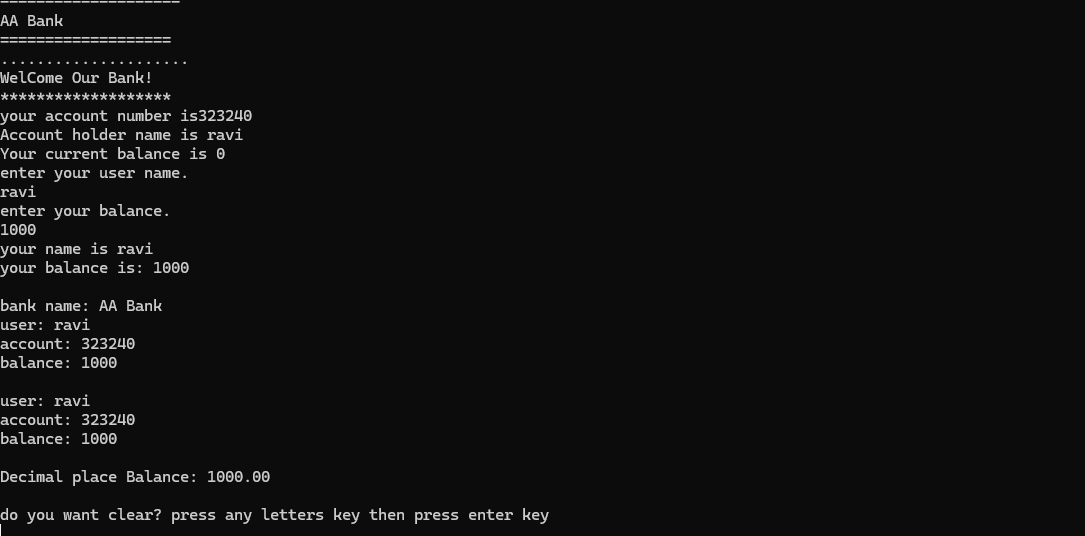 ====================
AA Bank
===================
.....................
WelCome Our Bank!
*******************
your account number is323240
Account holder name is ravi
Your current balance is 0
enter your user name.
ravi
enter your balance.
1000
your name is ravi
your balance is: 1000
bank name: AA Bank
user: ravi
account: 323240
balance: 1000
user: ravi
account: 323240
balance: 1000
Decimal place Balance: 1000.00
do you want clear? press any letters key then press enter key